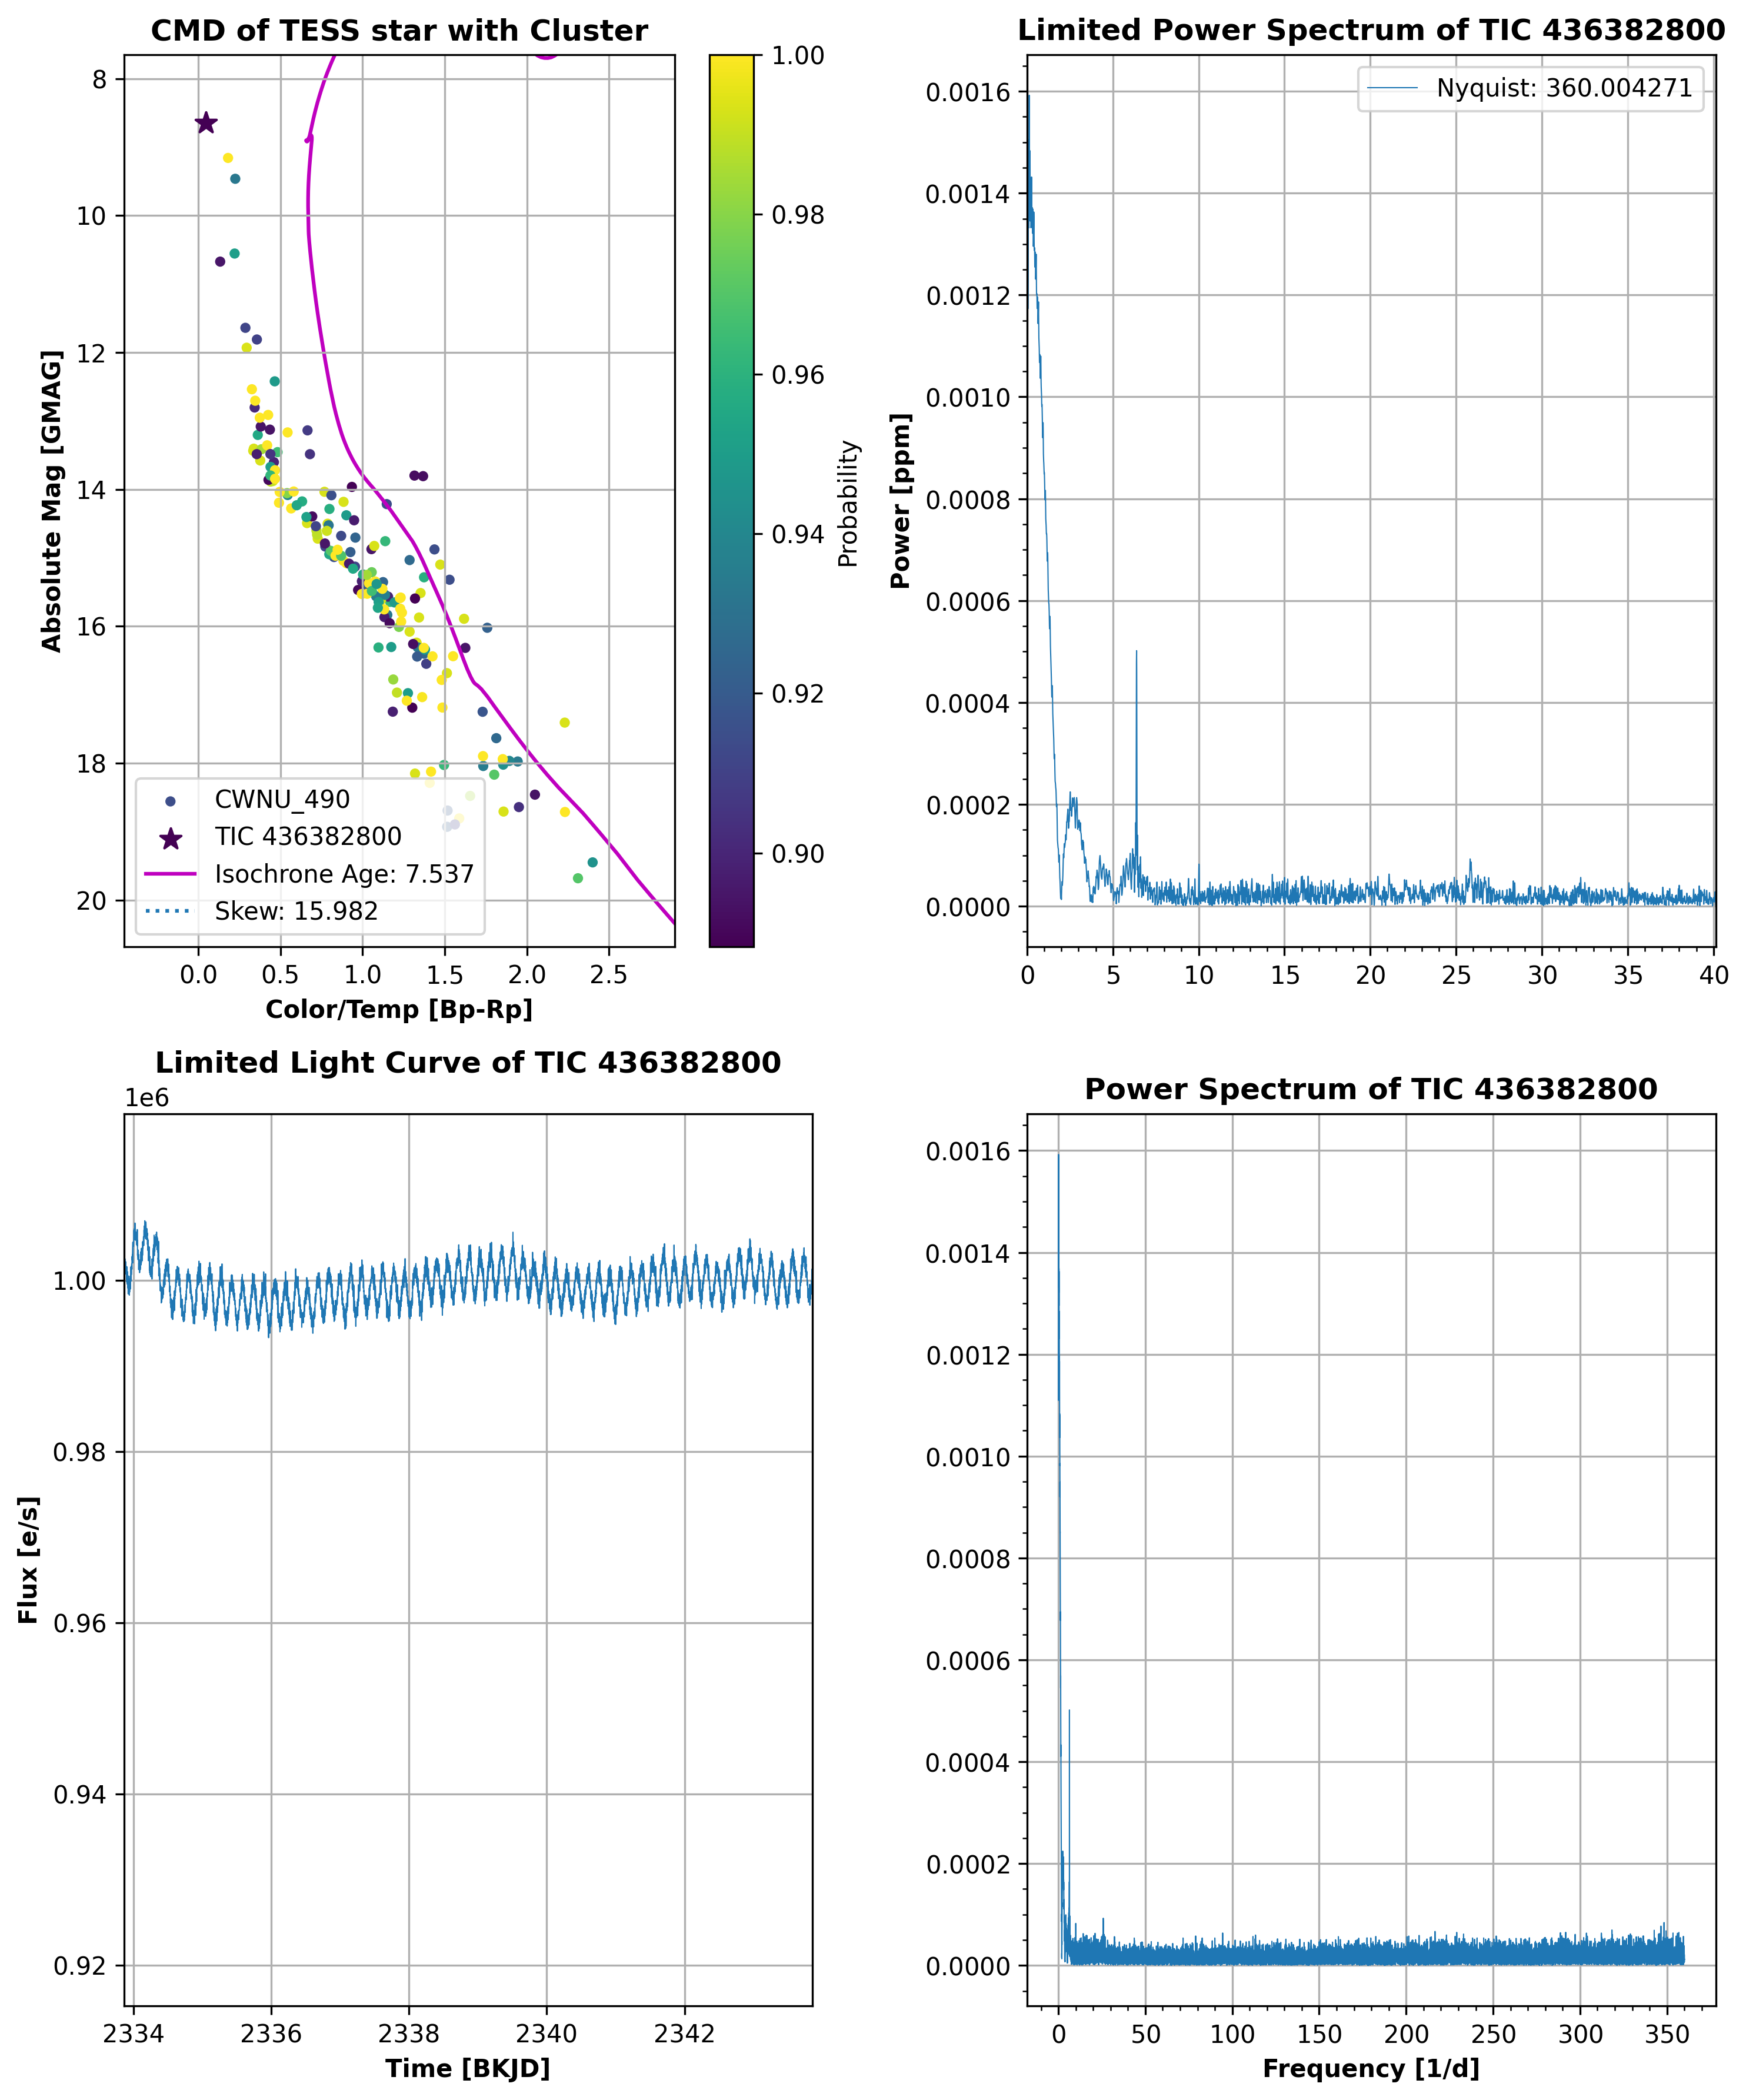 CMD of TESS star with Cluster
8
10
12
14
16
18
20
Absolute Mag [GMAG]
0.0 0.5 1.0 1.5 2.0 2.5
Color/Temp [Bp-Rp]
CWNU_490
TIC 436382800
Isochrone Age: 7.537
Skew: 15.982
1.00
0.98
0.96
0.94
0.92
0.90
Probability
Limited Power Spectrum of TIC 436382800
Nyquist: 360.004271
0.0016
0.0014
0.0012
0.0010
0.0008
0.0006
0.0004
0.0002
0.0000
Power [ppm]
0 5 10 15 20 25 30 35 40
Limited Light Curve of TIC 436382800
1e6
1.00
0.98
0.96
0.94
0.92
Flux [e/s]
2334 2336 2338 2340 2342
Time [BKJD]
Power Spectrum of TIC 436382800
0.0016
0.0014
0.0012
0.0010
0.0008
0.0006
0.0004
0.0002
0.0000
0 50 100 150 200 250 300 350
Frequency [1/d]